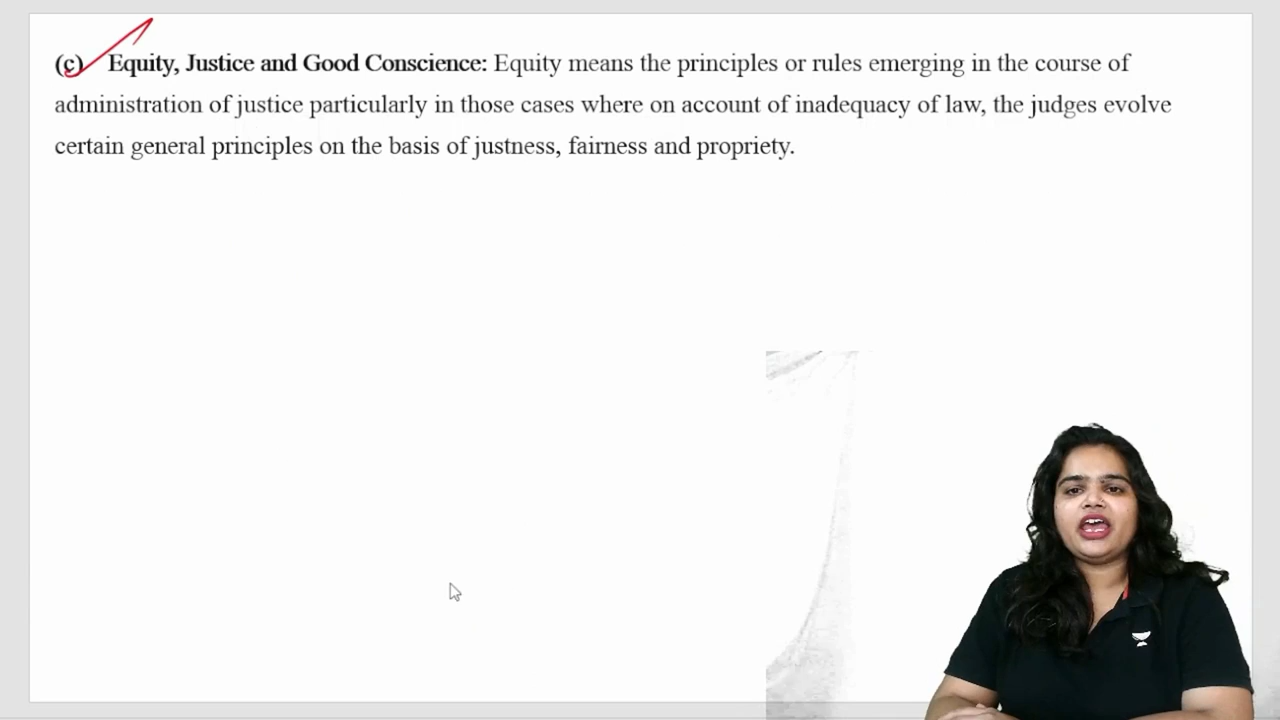 (c) Equity, Justice and Good Conscience: Equity means the principles or rules emerging in the course of
administration of justice particularly in those cases where on account of inadequacy of law, the judges evolve
certain general principles on the basis of justness, fairness and propriety.